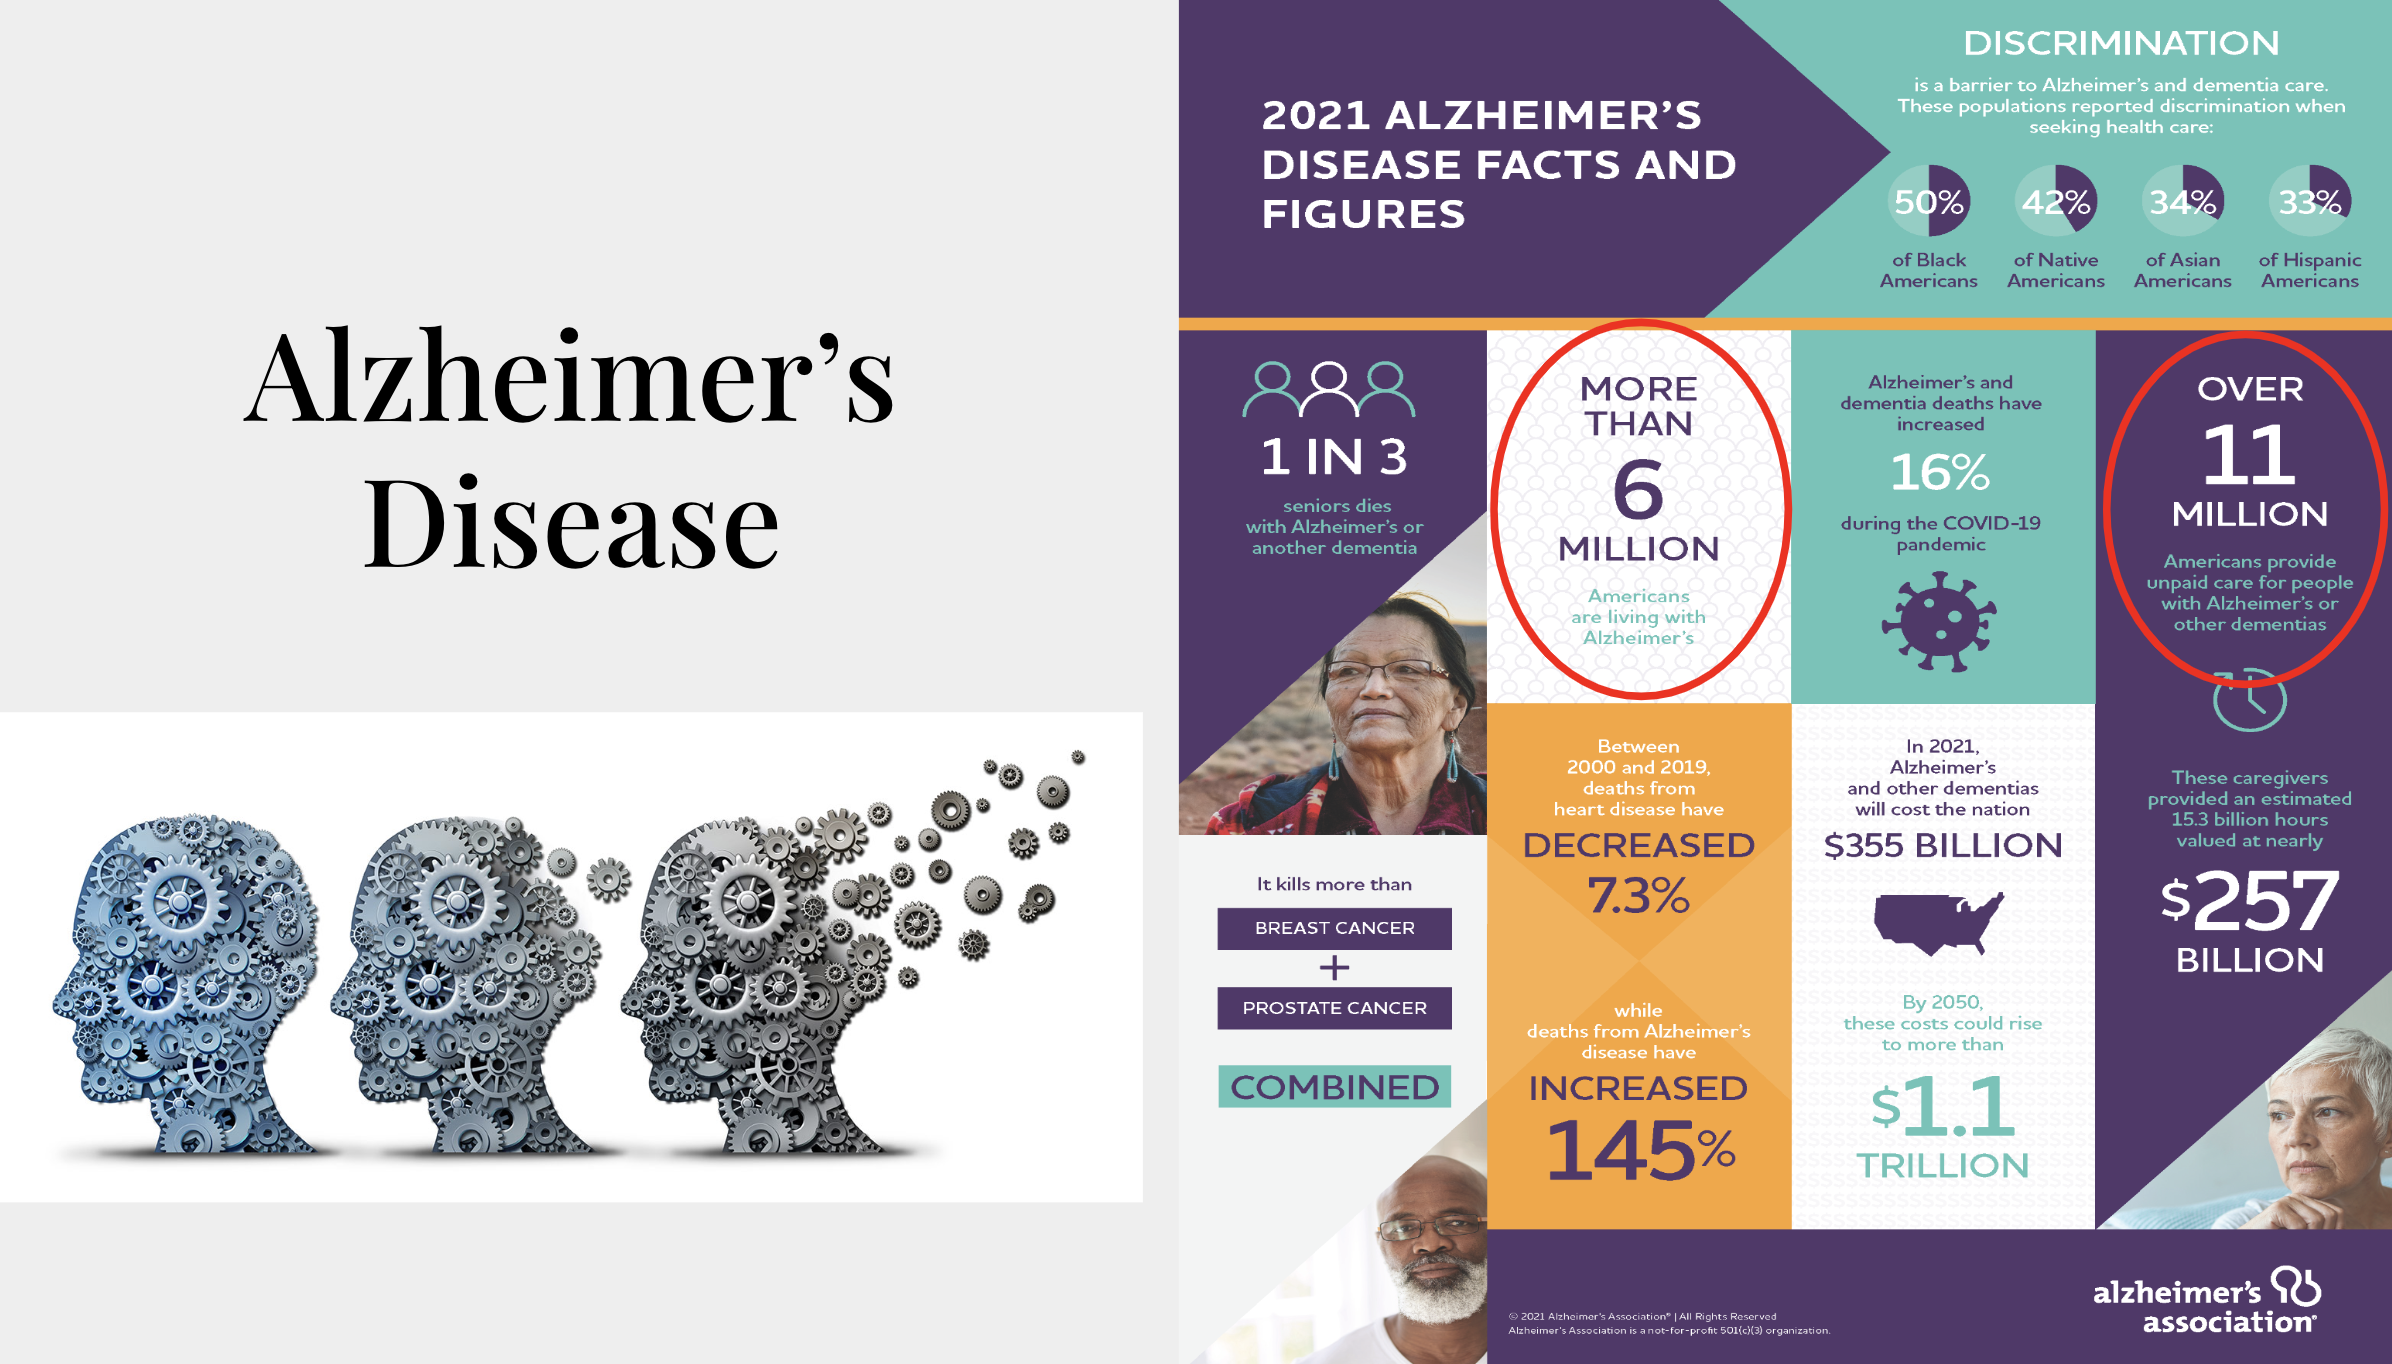 Alzheimer’s
Disease
2021 ALZHEIMER’S
DISEASE FACTS AND
FIGURES
DISCRIMINATION
is a barrier to Alzheimer’s and dementia care.
These populations reported discrimination when
seeking health care:
50%
of Black
Americans
42%
of Native
Americans
34%
of Asian
Americans
33%
of Hispanic
Americans
1 IN 3
seniors dies
with Alzheimer’s or
another dementia
MORE
THAN
6
MILLION
Americans
are living with
Alzheimer’s
Alzheimer’s and
dementia deaths have
increased
16%
during the COVID-19
pandemic
OVER
11
MILLION
Americans provide
unpaid care for people
with Alzheimer’s or
other dementias
These caregivers
provided an estimated
15.3 billion hours
valued at nearly
$257
BILLION
It kills more than
BREAST CANCER
+
PROSTATE CANCER
COMBINED
Between
2000 and 2019,
deaths from
heart disease have
DECREASED
7.3%
while
deaths from Alzheimer’s
disease have
INCREASED
145%
In 2021,
Alzheimer’s
and other dementias
will cost the nation
$355 BILLION
By 2050,
these costs could rise
to more than
$1.1
TRILLION
© 2021 Alzheimer’s Association® | All Rights Reserved
Alzheimer’s Association is a not-for-profit 501(c)(3) organization.
alzheimer’s
association®